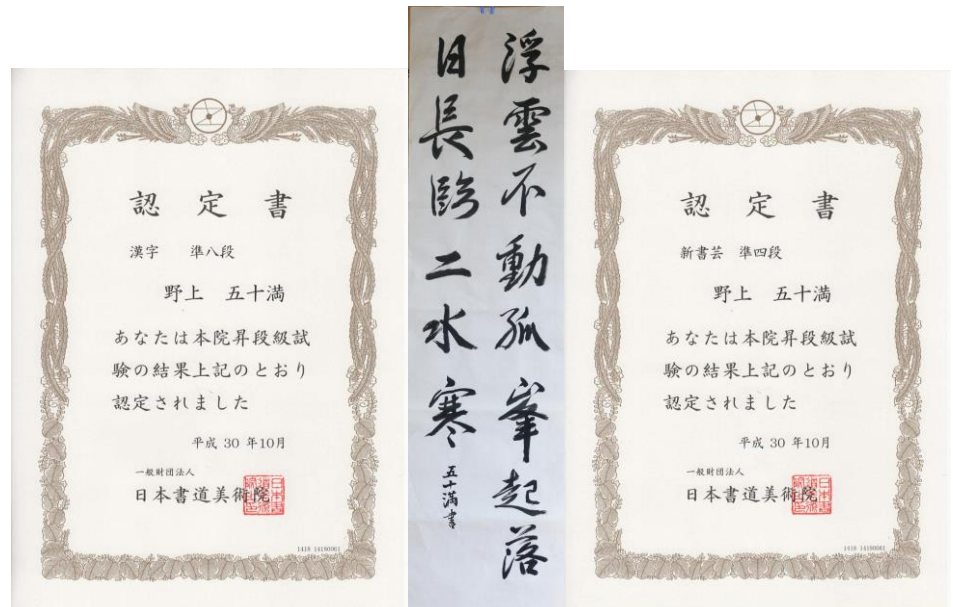 認定書
漢字 準八段
野上 五十満
あなたは本院昇段級試
験の結果上記のとおり
認定されました
平成 30 年10月
一般財団法人
日本書道美術院
1418 14180061
浮雲不動孤峯起落
日長臨二水寒
五十満書
認定書
新書芸 準四段
野上 五十満
あなたは本院昇段級試
験の結果上記のとおり
認定されました
平成 30 年10月
一般財団法人
日本書道美術院
1418 14180061